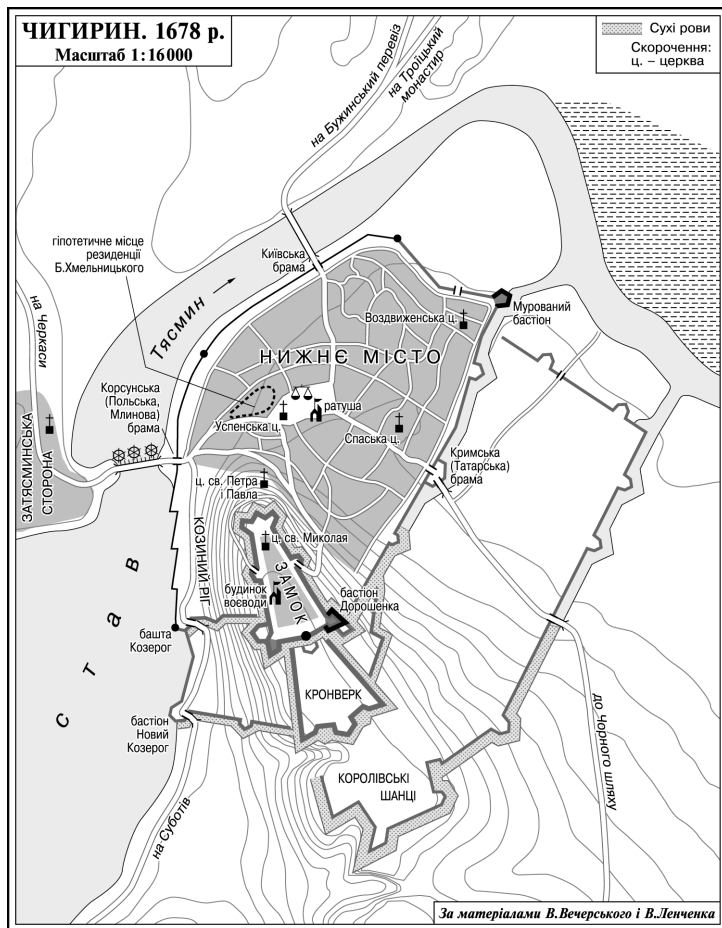 ЧИГИРИН. 1678 р.
Масштаб 1:16000
Сухі рови
Скорочення:
ц. – церква
на Бужинський перевіз
на Троїцький
монастир
гіпотетичне місце
резиденції
Б.Хмельницького
Київська
брама
Тясмин
на Черкаси
Воздвиженська ц.
Мурований
бастіон
НИЖНЄ МІСТО
Корсунська
(Польська,
Млинова)
брама
ратуша
Успенська ц.
Спаська ц.
Кримська
(Татарська)
брама
ЗАТЯСМИНСЬКА
СТОРОНА
ц. св. Петра
і Павла
КОЗИНИЙ РІГ
ц. св. Миколая
ЗАМОК
будинок
воєводи
бастіон
Дорошенка
став
башта
Козерог
КРОНВЕРК
бастіон
Новий
Козерог
КОРОЛІВСЬКІ
ШАНЦІ
до Чорного шляху
на Суботів
За матеріалами В.Вечерського і В.Ленченка